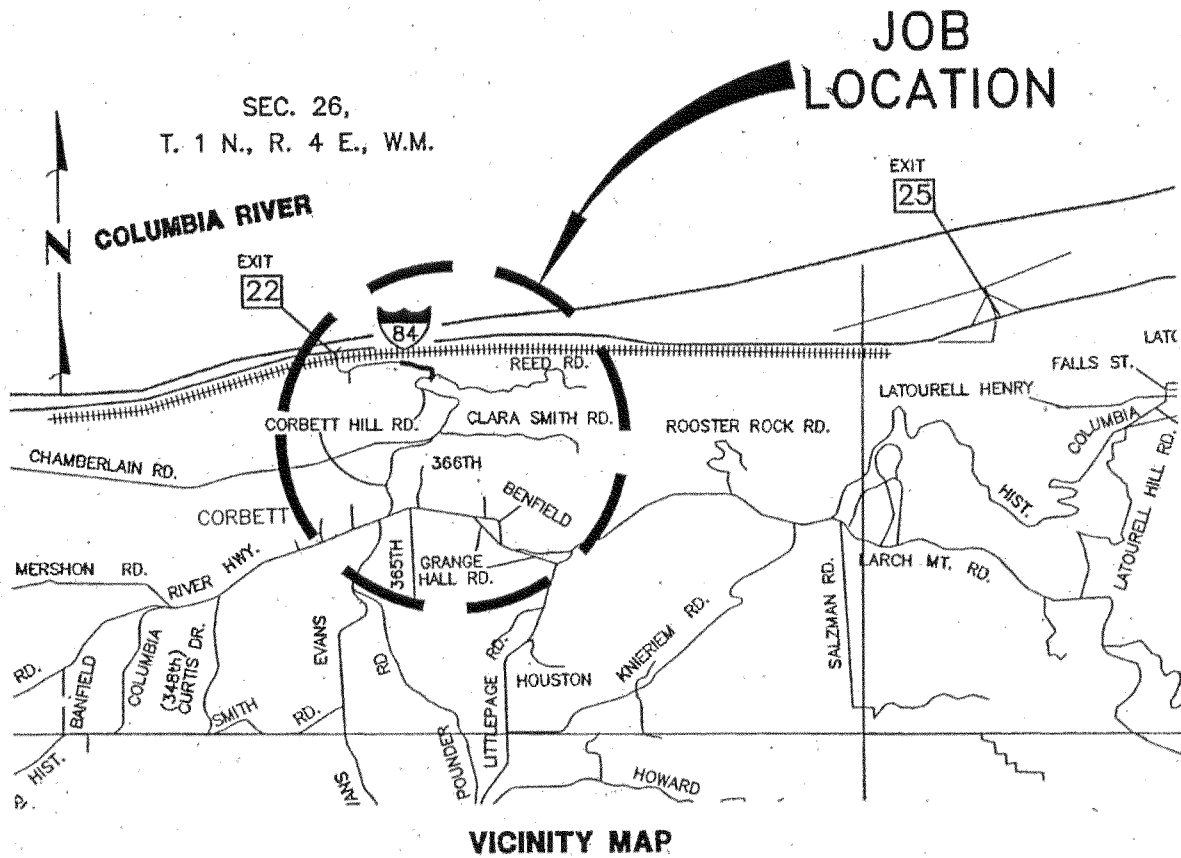 JOB
LOCATION
SEC. 26,
T. 1 N., R. 4 E., W.M.
EXIT
25
N
COLUMBIA RIVER
EXIT
22
84
REED RD.
LATO
FALLS ST.
LATOURELL HENRY
COLUMBIA
CORBETT HILL RD.
CLARA SMITH RD.
ROOSTER ROCK RD.
CHAMBERLAIN RD.
366TH
BENFIELD
HIST.
LATOURELL HILL RD.
CORBETT
MERSHON RD.
RIVER HWY.
365TH
GRANGE
HALL RD.
LARCH MT. RD.
RD.
BANFIELD
COLUMBIA
(348th)
CURTIS DR.
SMITH
RD.
EVANS
RD
LITTLEPAGE
RD.
HOUSTON
KNIERIEM RD.
SALZMAN RD.
HIST.
ANS
POUNDER
HOWARD
VICINITY MAP